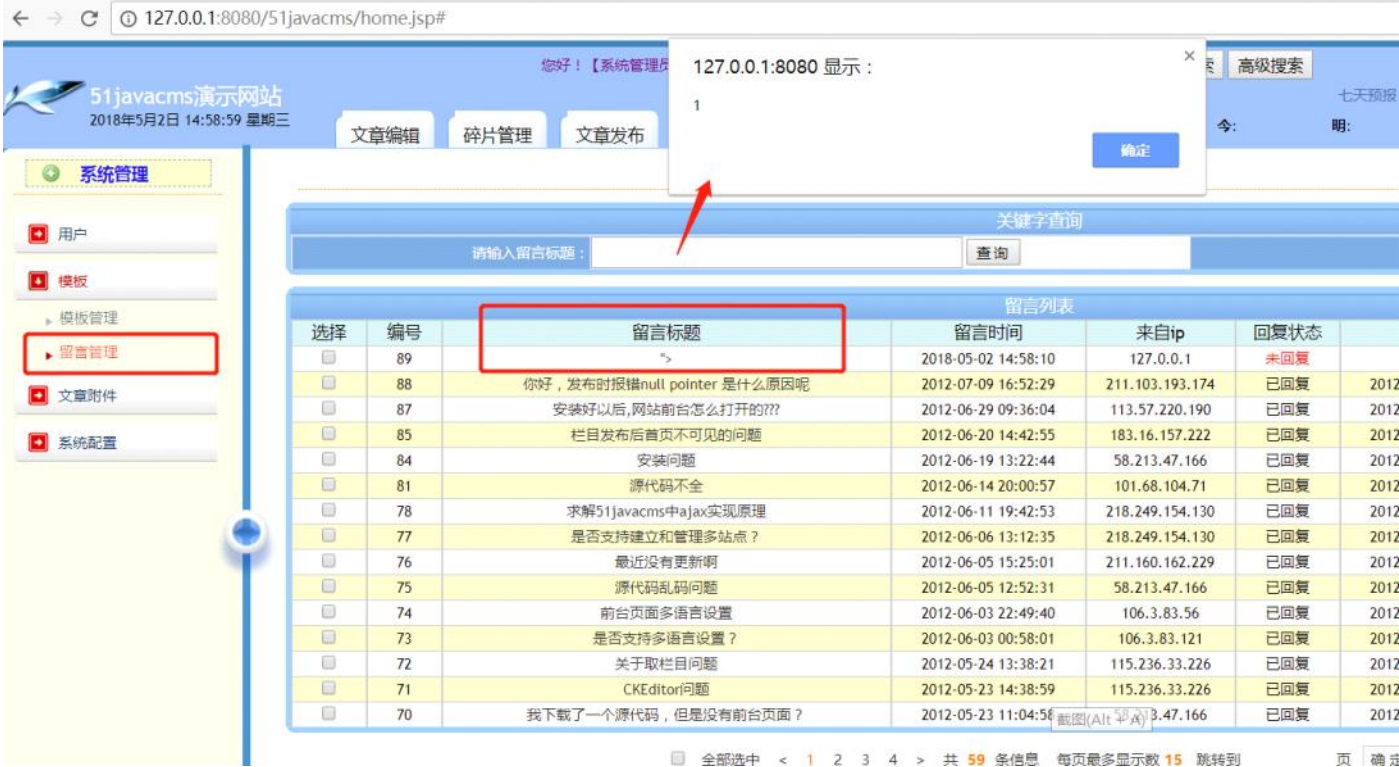 127.0.0.1:8080/51javacms/home.jsp#
您好！【系统管理员
127.0.0.1:8080 显示：
×
高级搜索
1
51javacms演示网站
七天预报
2018年5月2日 14:58:59 星期三
文章编辑
碎片管理
文章发布
今:
明:
确定
系统管理
用户
模板
模板管理
留言管理
文章附件
系统配置
关键字查询
请输入留言标题：
查询
留言列表
选择 编号 留言标题 留言时间 来自ip 回复状态
89 "> 2018-05-02 14:58:10 127.0.0.1 未回复
88 你好，发布时报错null pointer 是什么原因呢 2012-07-09 16:52:29 211.103.193.174 已回复 2012
87 安装好以后,网站前台怎么打开的??? 2012-06-29 09:36:04 113.57.220.190 已回复 2012
85 栏目发布后首页不可见的问题 2012-06-20 14:42:55 183.16.157.222 已回复 2012
84 安装问题 2012-06-19 13:22:44 58.213.47.166 已回复 2012
81 源代码不全 2012-06-14 20:00:57 101.68.104.71 已回复 2012
78 求解51javacms中ajax实现原理 2012-06-11 19:42:53 218.249.154.130 已回复 2012
77 是否支持建立和管理多站点？ 2012-06-06 13:12:35 218.249.154.130 已回复 2012
76 最近没有更新啊 2012-06-05 15:25:01 211.160.162.229 已回复 2012
75 源代码乱码问题 2012-06-05 12:52:31 58.213.47.166 已回复 2012
74 前台页面多语言设置 2012-06-03 22:49:40 106.3.83.56 已回复 2012
73 是否支持多语言设置？ 2012-06-03 00:58:01 106.3.83.121 已回复 2012
72 关于取栏目问题 2012-05-24 13:38:21 115.236.33.226 已回复 2012
71 CKEditor问题 2012-05-23 14:38:59 115.236.33.226 已回复 2012
70 我下载了一个源代码，但是没有前台页面？ 2012-05-23 11:04:58 3.47.166 已回复 2012
截图(Alt + A)
全部选中 < 1 2 3 4 > 共 59 条信息 每页最多显示数 15 跳转到 页 确定